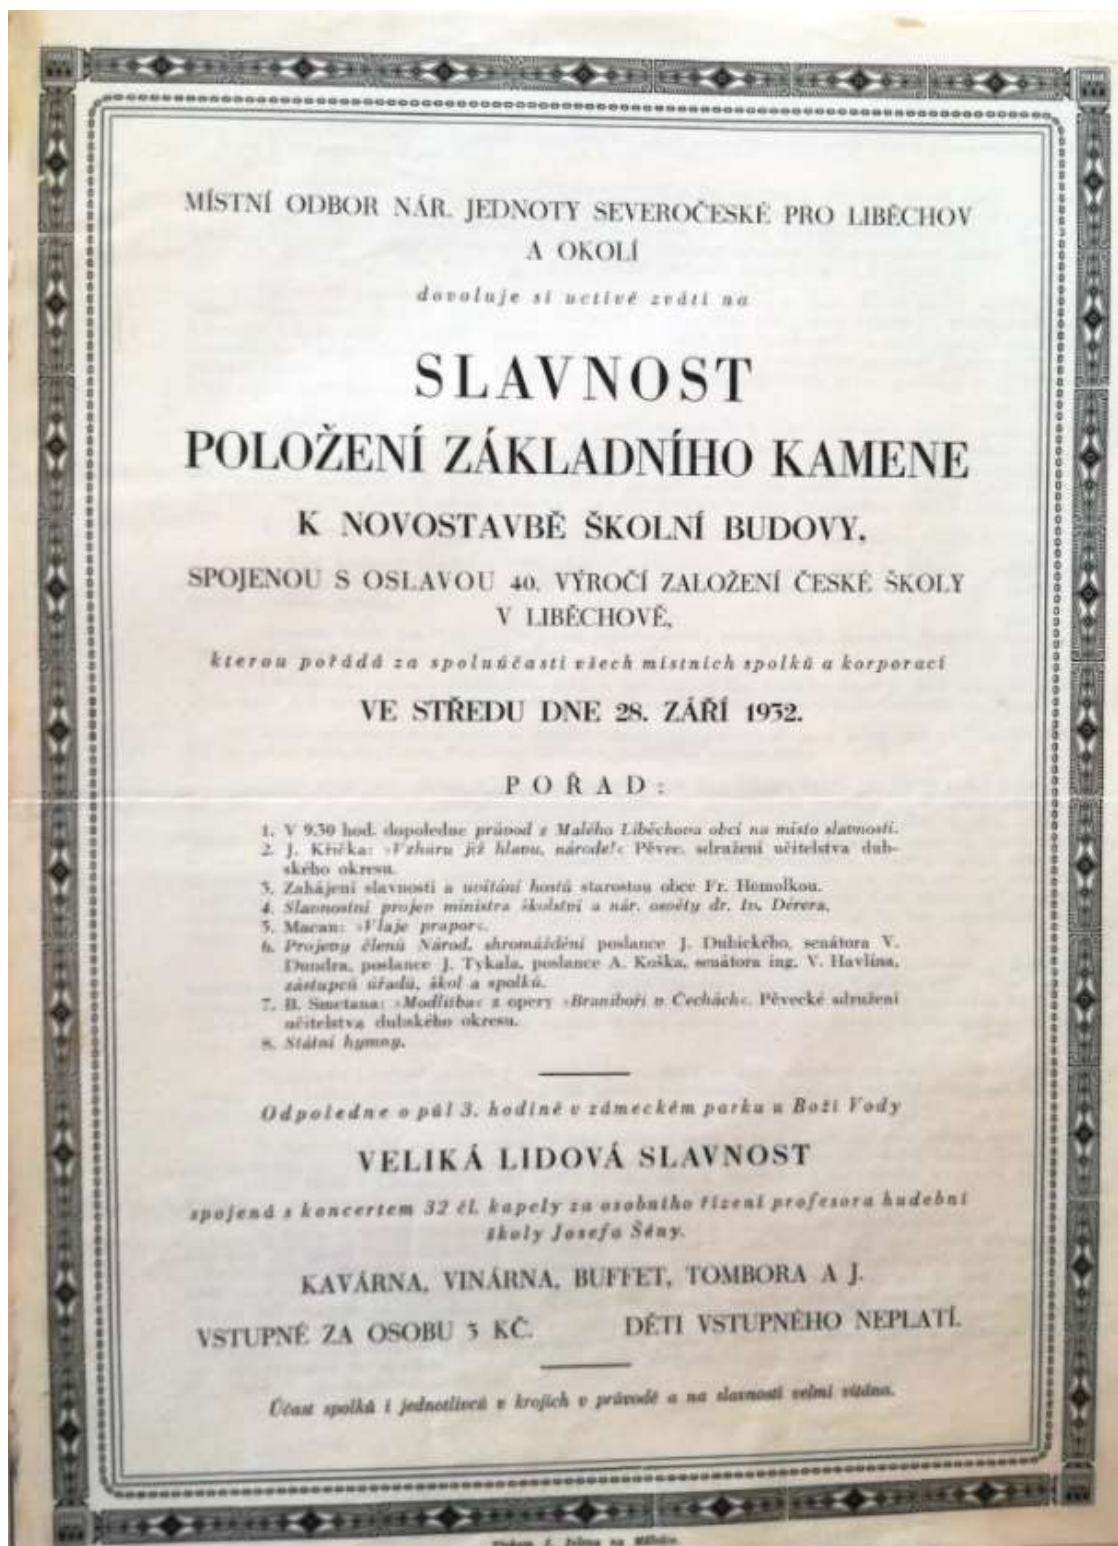 MÍSTNÍ ODBOR NÁR. JEDNOTY SEVEROČESKÉ PRO LIBĚCHOV
A OKOLÍ
dovoluje si uctivě zváti na
SLAVNOST
POLOŽENÍ ZÁKLADNÍHO KAMENE
K NOVOSTAVBĚ ŠKOLNÍ BUDOVY,
SPOJENOU S OSLAVOU 40. VÝROČÍ ZALOŽENÍ ČESKÉ ŠKOLY
V LIBĚCHOVĚ,
kterou pořádá za spoluúčasti všech místních spolků a korporací
VE STŘEDU DNE 28. ZÁŘÍ 1932.
POŘAD:
1. V 9.30 hod. dopoledne průvod z Malého Liběchova obcí na místo slavnosti.
2. J. Křička: »Vzhůru již hlavu, národe!« Pěvec. sdružení učitelstva dub-
ského okresu.
3. Zahájení slavnosti a uvítání hostů starostou obce Fr. Homolkou.
4. Slavnostní projev ministra školství a nár. osvěty dr. Iv. Dérera.
5. Macan: »Vlaje prapor«.
6. Projevy členů Národ. shromáždění poslance J. Dubického, senátora V.
Dundra, poslance J. Tykala, poslance A. Koška, senátora ing. V. Havlína,
zástupců úřadů, škol a spolků.
7. B. Smetana: »Modlitba« z opery »Braniboři v Čechách«. Pěvecké sdružení
učitelstva dubského okresu.
8. Státní hymny.
Odpoledne o půl 3. hodině v zámeckém parku u Boží Vody
VELIKÁ LIDOVÁ SLAVNOST
spojená s koncertem 32 čl. kapely za osobního řízení profesora hudební
školy Josefa Šény.
KAVÁRNA, VINÁRNA, BUFFET, TOMBORA A J.
VSTUPNÉ ZA OSOBU 3 KČ. DĚTI VSTUPNÉHO NEPLATÍ.
Účast spolků i jednotlivců v krojích v průvodě a na slavnosti velmi vítána.